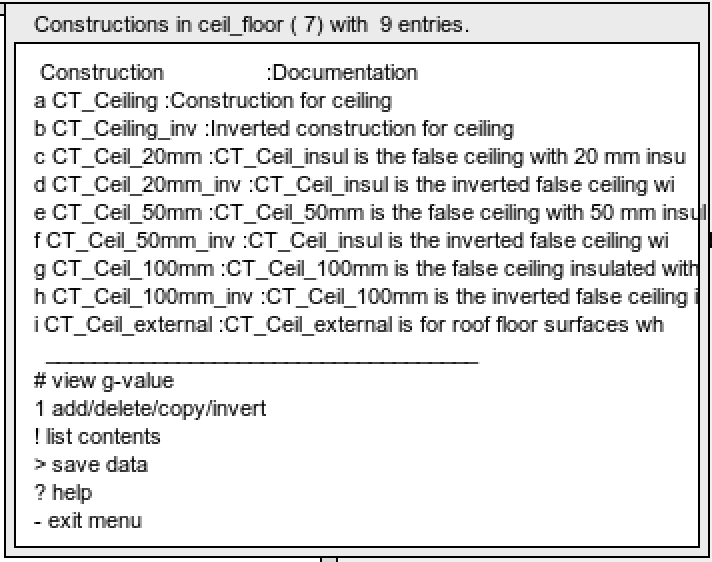 Constructions in ceil_floor ( 7) with  9 entries.
Construction :Documentation
a CT_Ceiling :Construction for ceiling
b CT_Ceiling_inv :Inverted construction for ceiling
c CT_Ceil_20mm :CT_Ceil_insul is the false ceiling with 20 mm insu
d CT_Ceil_20mm_inv :CT_Ceil_insul is the inverted false ceiling wi
e CT_Ceil_50mm :CT_Ceil_50mm is the false ceiling with 50 mm insul
f CT_Ceil_50mm_inv :CT_Ceil_insul is the inverted false ceiling wi
g CT_Ceil_100mm :CT_Ceil_100mm is the false ceiling insulated with
h CT_Ceil_100mm_inv :CT_Ceil_100mm is the inverted false ceiling i
i CT_Ceil_external :CT_Ceil_external is for roof floor surfaces wh
# view g-value
1 add/delete/copy/invert
! list contents
> save data
? help
- exit menu